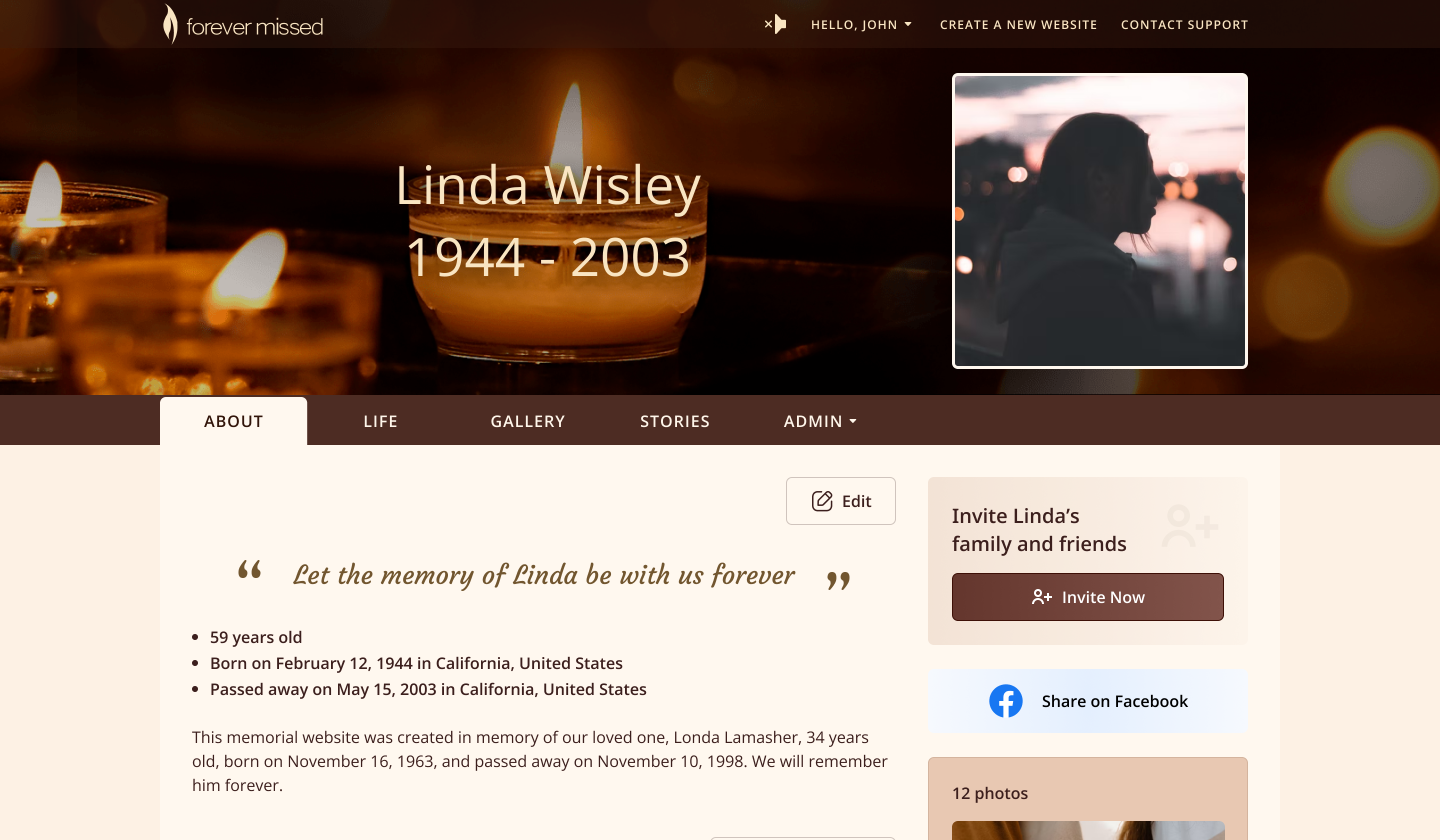 forever missed
HELLO, JOHN
CREATE A NEW WEBSITE
CONTACT SUPPORT
Linda Wisley
1944 - 2003
ABOUT
LIFE
GALLERY
STORIES
ADMIN
Edit
“ Let the memory of Linda be with us forever ”
• 59 years old
• Born on February 12, 1944 in California, United States
• Passed away on May 15, 2003 in California, United States
This memorial website was created in memory of our loved one, Londa Lamasher, 34 years
old, born on November 16, 1963, and passed away on November 10, 1998. We will remember
him forever.
Invite Linda’s
family and friends
Invite Now
Share on Facebook
12 photos